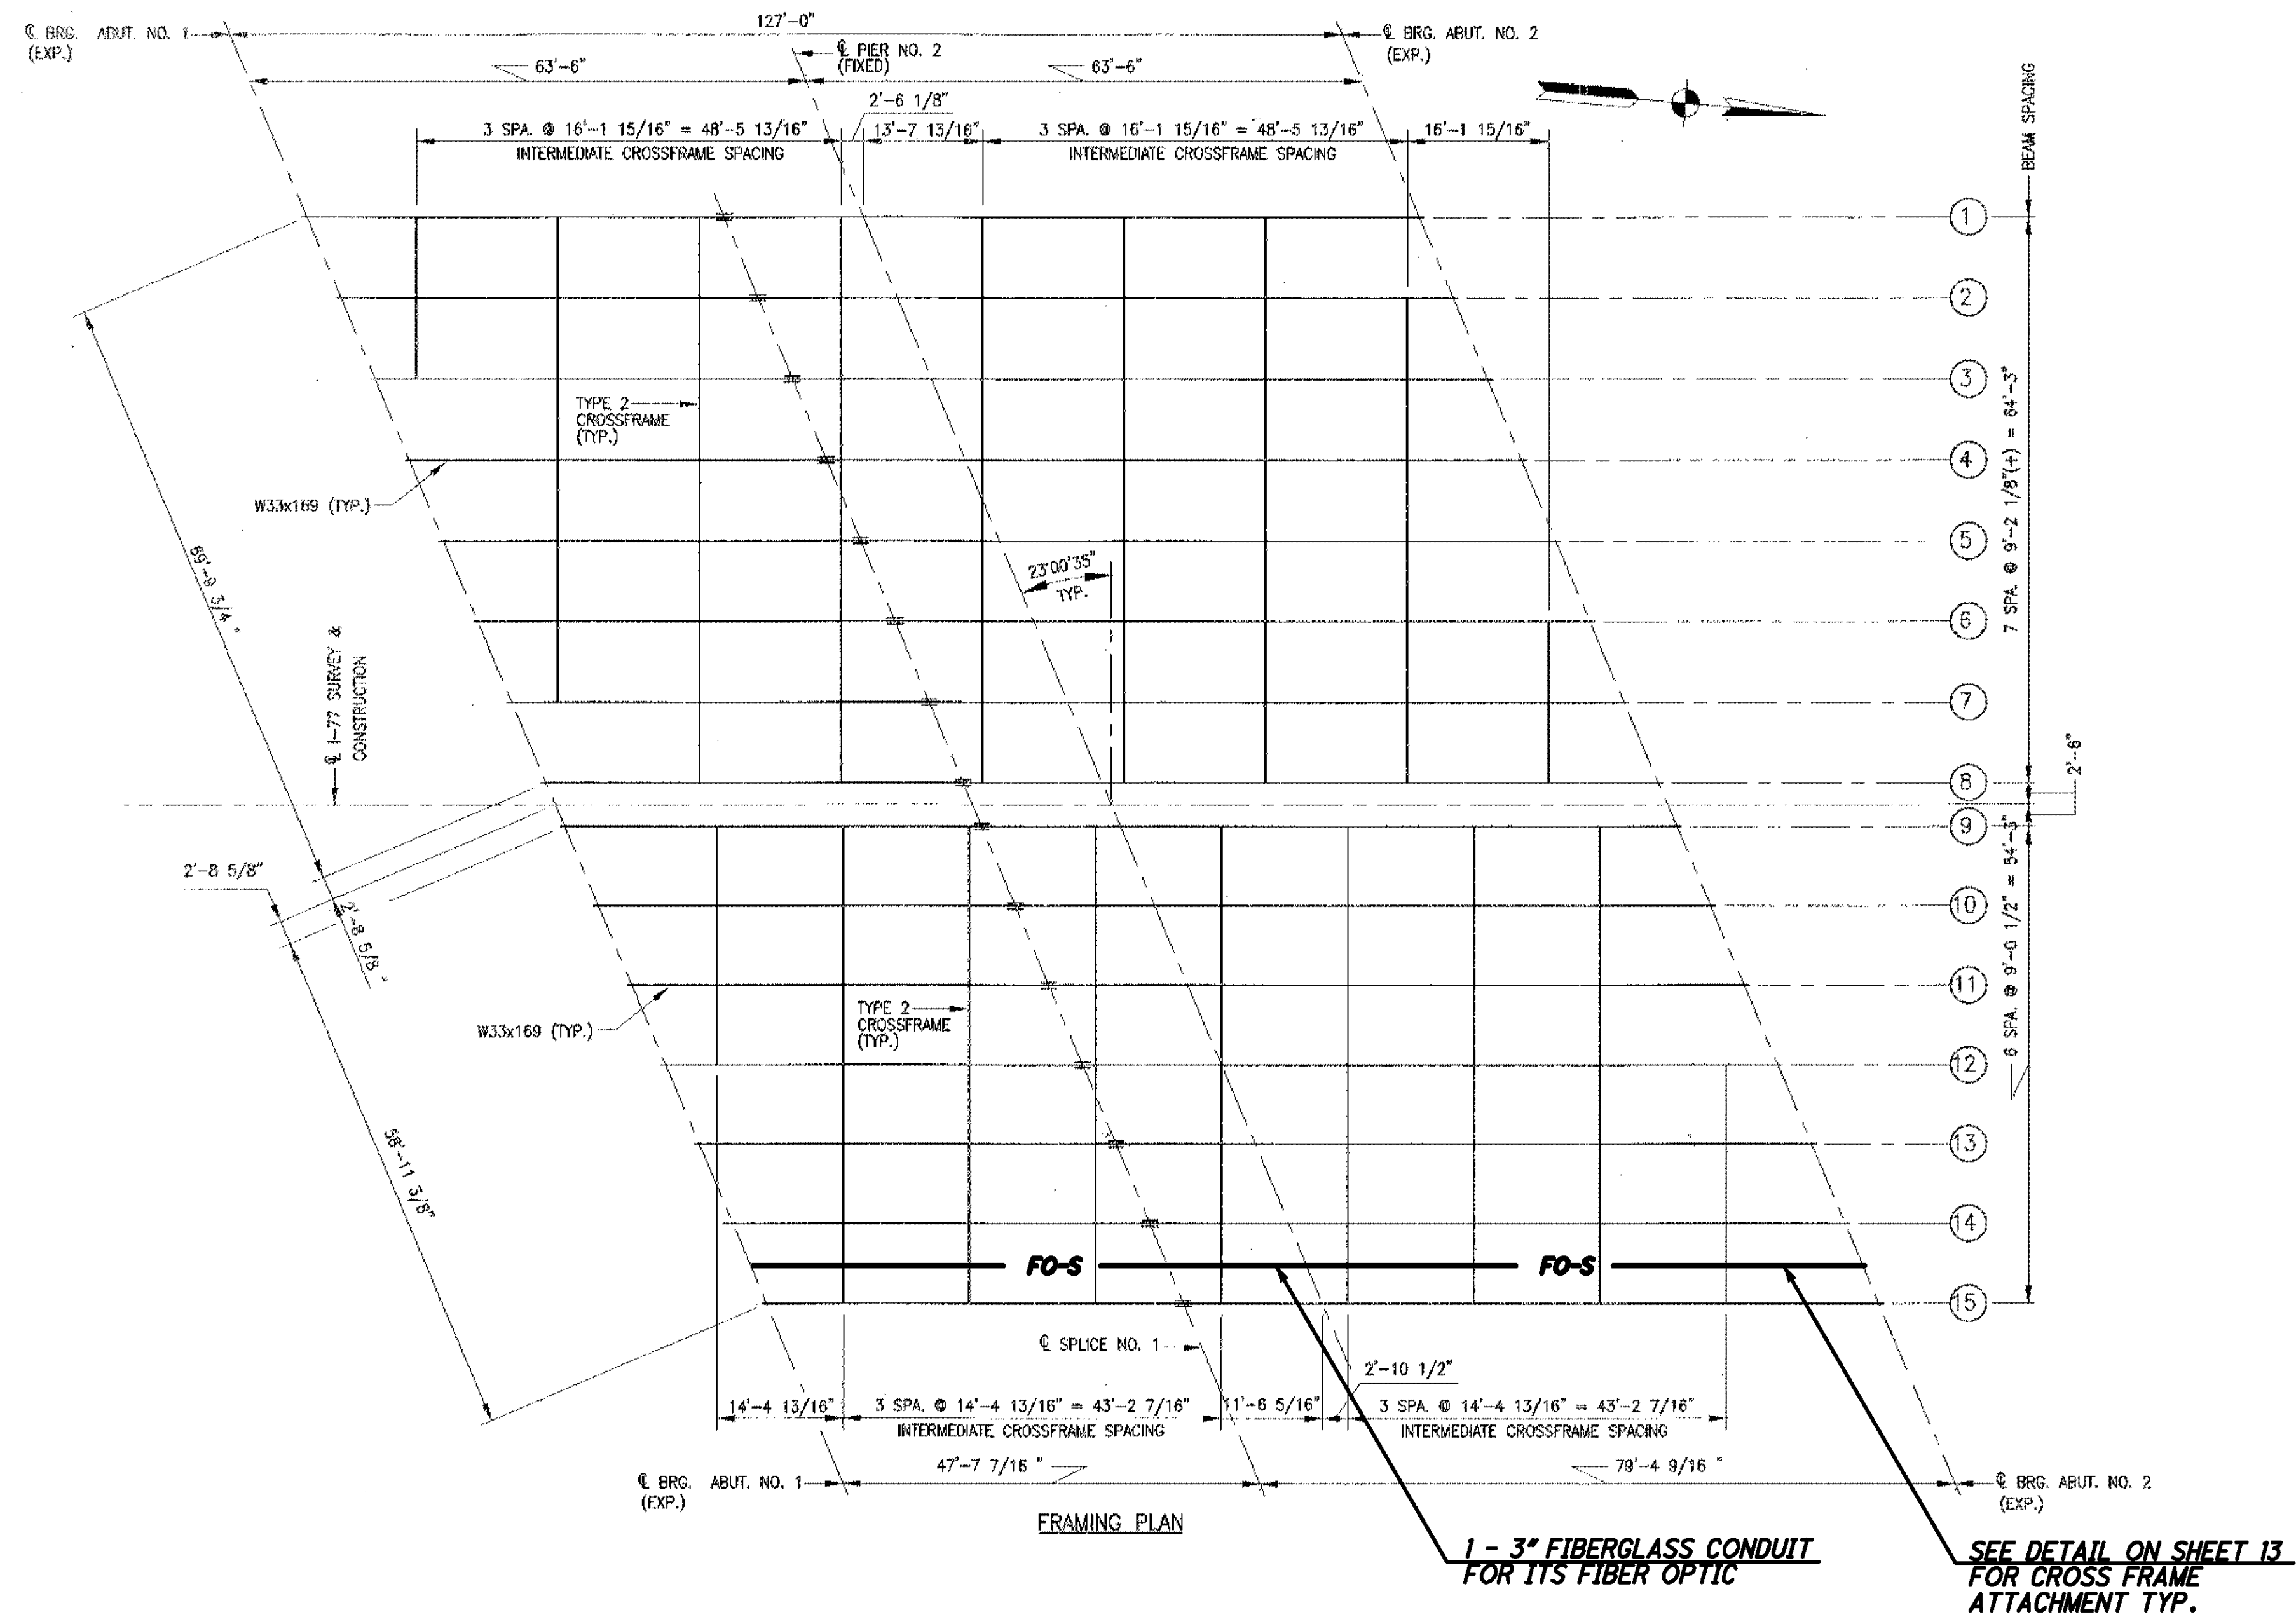 ℄ BRG. ABUT. NO. 1
(EXP.)
127'-0"
℄ PIER NO. 2
(FIXED)
℄ BRG. ABUT. NO. 2
(EXP.)
63'-6"
63'-6"
2'-6 1/8"
3 SPA. @ 16'-1 15/16" = 48'-5 13/16"
INTERMEDIATE CROSSFRAME SPACING
13'-7 13/16"
3 SPA. @ 16'-1 15/16" = 48'-5 13/16"
INTERMEDIATE CROSSFRAME SPACING
16'-1 15/16"
BEAM SPACING
1
2
3
4
5
6
7
8
9
10
11
12
13
14
15
7 SPA. @ 9'-2 1/8"(+) = 64'-3"
2'-6"
6 SPA. @ 9'-0 1/2" = 54'-3"
TYPE 2
CROSSFRAME
(TYP.)
W33x169 (TYP.)
69'-9 3/4 "
23°00'35"
TYP.
℄ I-77 SURVEY &
CONSTRUCTION
2'-8 5/8"
2'-8 5/8 "
58'-11 3/8"
W33x169 (TYP.)
TYPE 2
CROSSFRAME
(TYP.)
FO-S
FO-S
℄ SPLICE NO. 1
2'-10 1/2"
14'-4 13/16"
3 SPA. @ 14'-4 13/16" = 43'-2 7/16"
INTERMEDIATE CROSSFRAME SPACING
11'-6 5/16"
3 SPA. @ 14'-4 13/16" = 43'-2 7/16"
INTERMEDIATE CROSSFRAME SPACING
47'-7 7/16 "
79'-4 9/16 "
℄ BRG. ABUT. NO. 1
(EXP.)
℄ BRG. ABUT. NO. 2
(EXP.)
FRAMING PLAN
1 - 3" FIBERGLASS CONDUIT
FOR ITS FIBER OPTIC
SEE DETAIL ON SHEET 13
FOR CROSS FRAME
ATTACHMENT TYP.